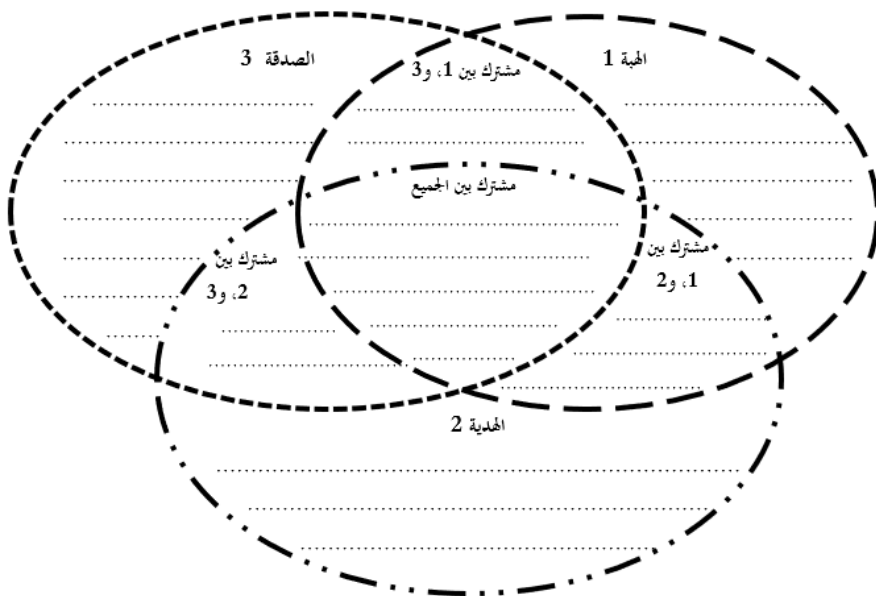 الهبة 1
الصدقة 3
مشترك بين 1، و3
مشترك بين الجميع
مشترك بين
1، و2
مشترك بين
2، و3
الهدية 2